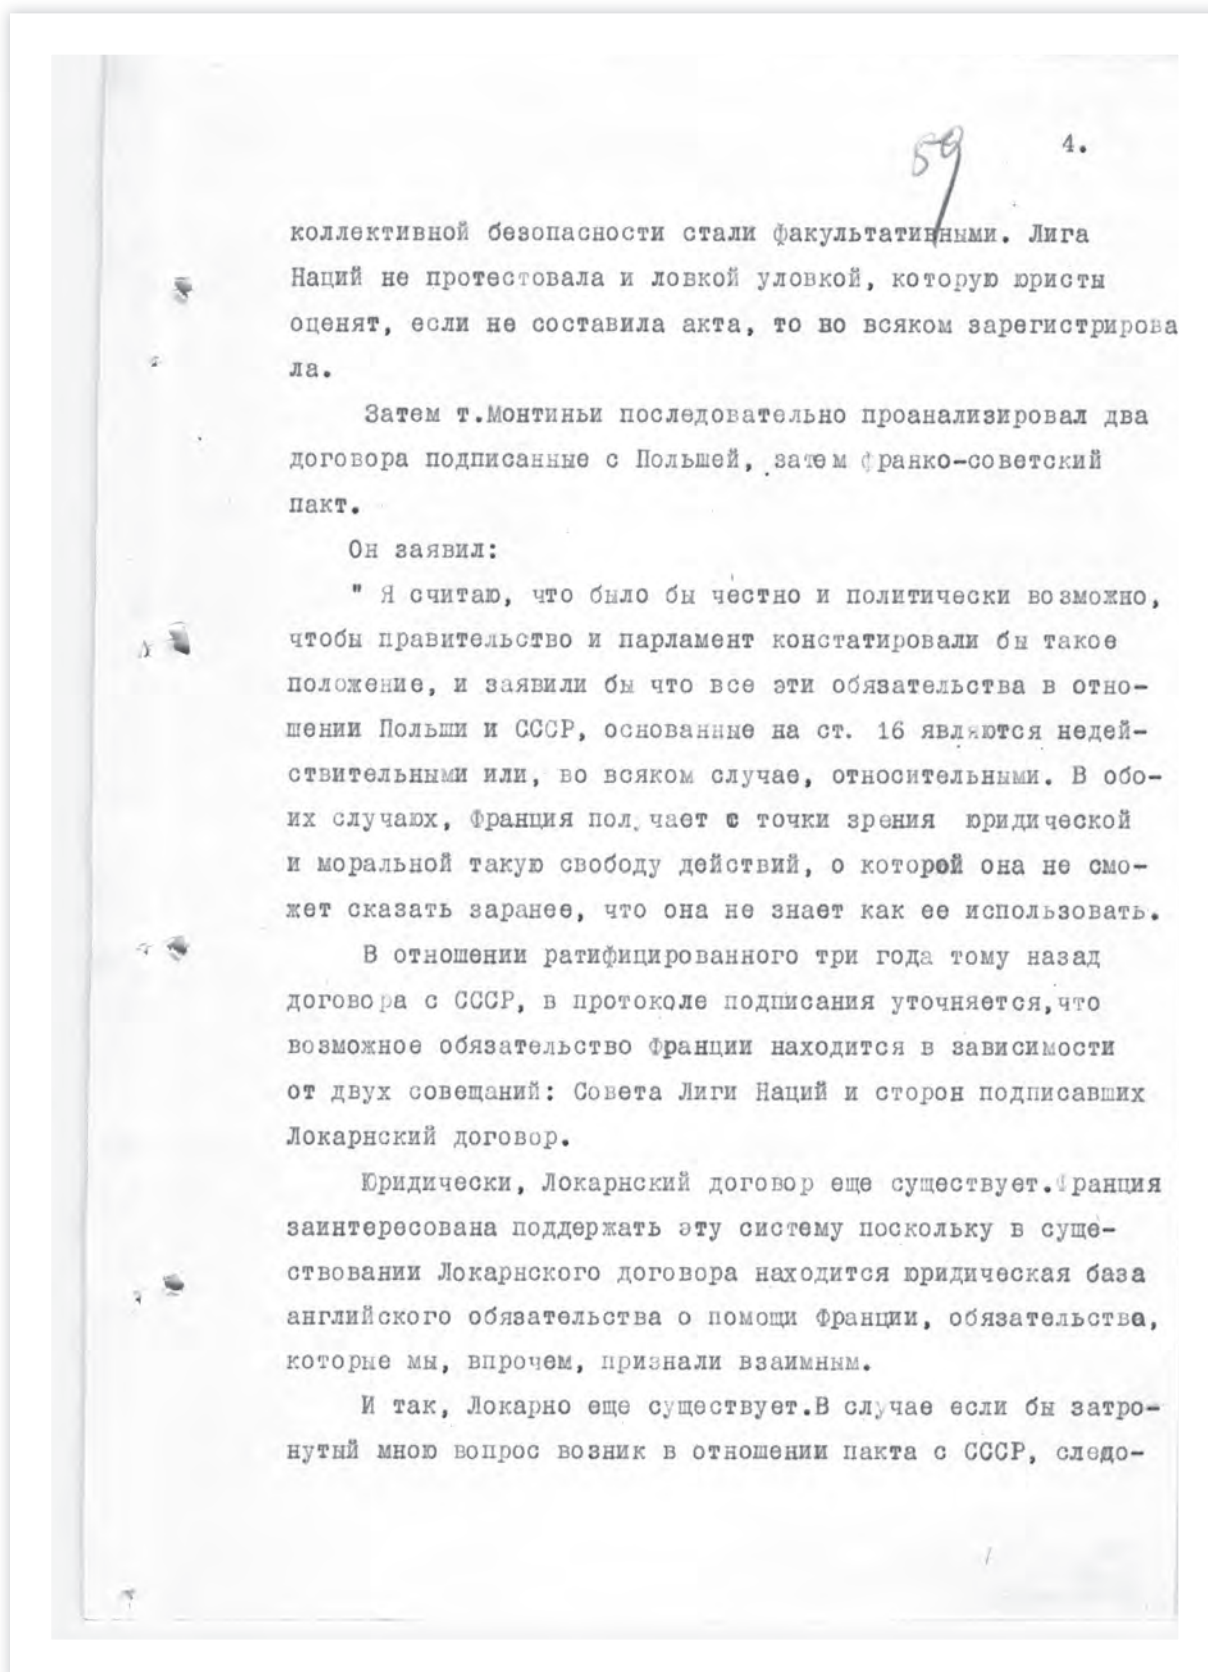 59
4.
коллективной безопасности стали факультативными. Лига
Наций не протестовала и ловкой уловкой, которую юристы
оценят, если не составила акта, то во всяком зарегистрирова
ла.
Затем т.Монтиньи последовательно проанализировал два
договора подписанные с Польшей, затем франко-советский
пакт.
Он заявил:
" Я считаю, что было бы честно и политически возможно,
чтобы правительство и парламент констатировали бы такое
положение, и заявили бы что все эти обязательства в отно-
шении Польши и СССР, основанные на ст. 16 являются недей-
ствительными или, во всяком случае, относительными. В обо-
их случаюх, Франция получает с точки зрения юридической
и моральной такую свободу действий, о которой она не смо-
жет сказать заранее, что она не знает как ее использовать.
В отношении ратифицированного три года тому назад
договора с СССР, в протоколе подписания уточняется,что
возможное обязательство Франции находится в зависимости
от двух совещаний: Совета Лиги Наций и сторон подписавших
Локарнский договор.
Юридически, Локарнский договор еще существует.Франция
заинтересована поддержать эту систему поскольку в суще-
ствовании Локарнского договора находится юридическая база
английского обязательства о помощи Франции, обязательства,
которые мы, впрочем, признали взаимным.
И так, Локарно еще существует.В случае если бы затро-
нутый мною вопрос возник в отношении пакта с СССР, следо-